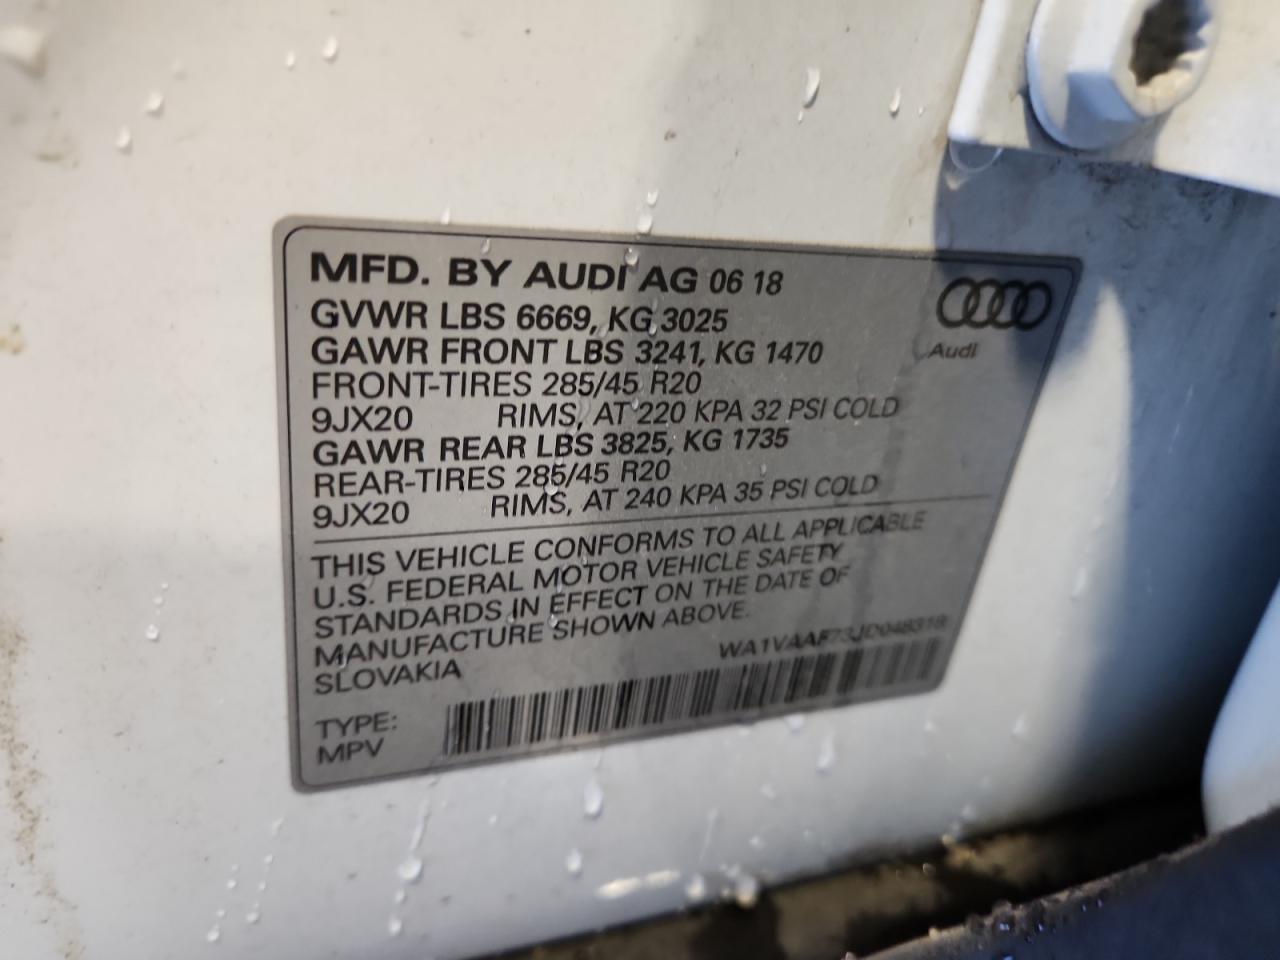 MFD. BY AUDI AG 06 18
GVWR LBS 6669, KG 3025
GAWR FRONT LBS 3241, KG 1470
FRONT-TIRES 285/45 R20
9JX20 RIMS, AT 220 KPA 32 PSI COLD
GAWR REAR LBS 3825, KG 1735
REAR-TIRES 285/45 R20
9JX20 RIMS, AT 240 KPA 35 PSI COLD
Audi
THIS VEHICLE CONFORMS TO ALL APPLICABLE
U.S. FEDERAL MOTOR VEHICLE SAFETY
STANDARDS IN EFFECT ON THE DATE OF
MANUFACTURE SHOWN ABOVE.
SLOVAKIA
WA1VAAF73JD048318
TYPE:
MPV